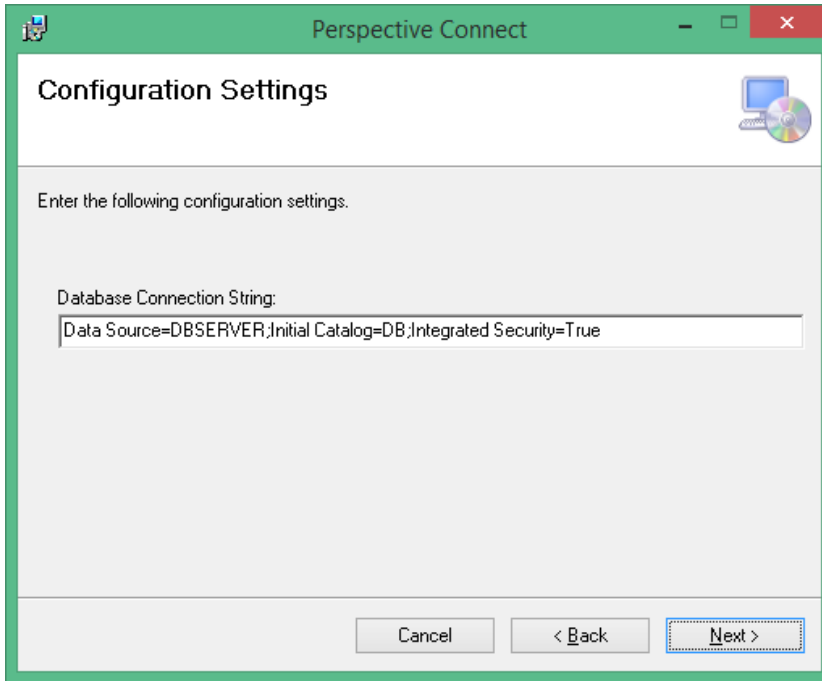 Perspective Connect
Configuration Settings
Enter the following configuration settings.
Database Connection String:
Data Source=DBSERVER;Initial Catalog=DB;Integrated Security=True
Cancel
< Back
Next >